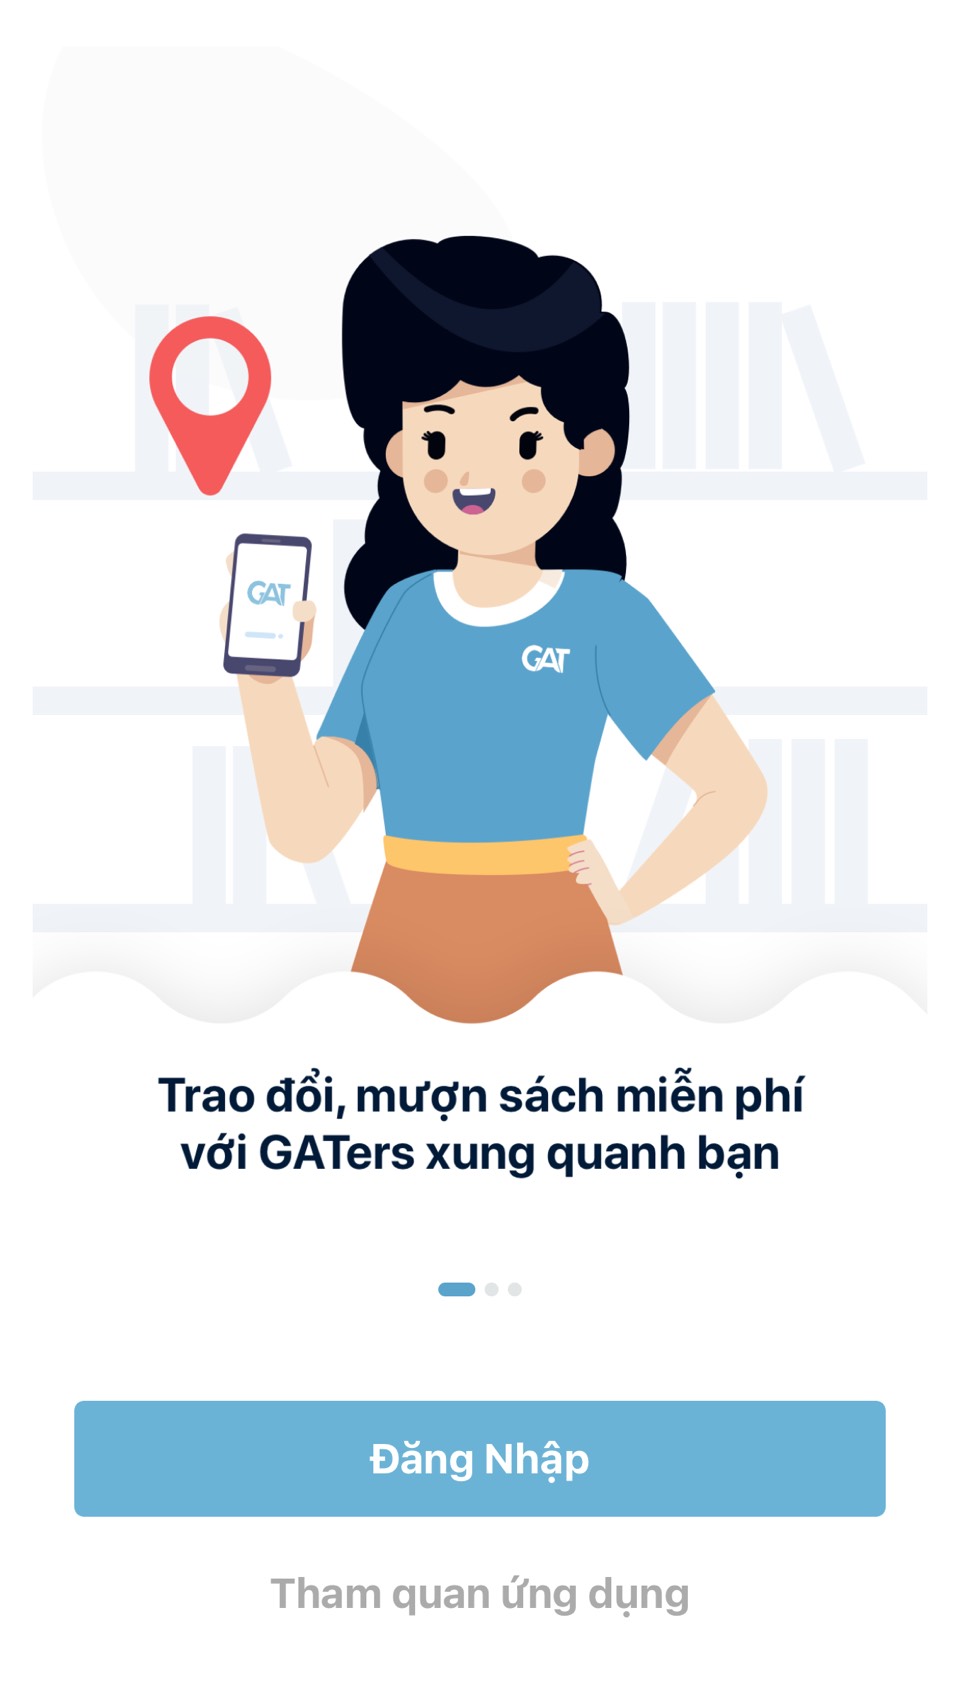 GAT
GAT
Trao đổi, mượn sách miễn phí
với GATers xung quanh bạn
Đăng Nhập
Tham quan ứng dụng